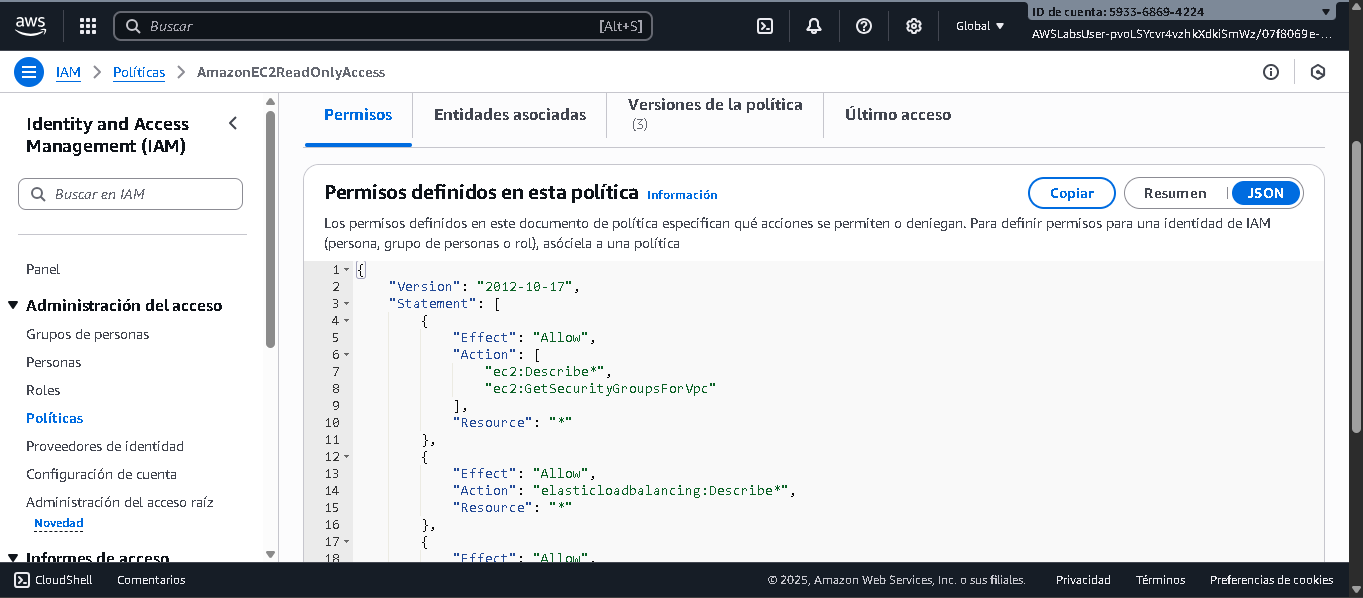 aws
Buscar [Alt+S]
Global
ID de cuenta: 5933-6869-4224
IAM Políticas AmazonEC2ReadOnlyAccess
Identity and Access
Management (IAM)
Buscar en IAM
Panel
Administración del acceso
Grupos de personas
Personas
Roles
Políticas
Proveedores de identidad
Configuración de cuenta
Administración del acceso raíz
Novedad
Informes de acceso
Permisos
Entidades asociadas
Versiones de la política
(3)
Último acceso
Permisos definidos en esta política Información
Copiar
Resumen
JSON
Los permisos definidos en este documento de política especifican qué acciones se permiten o deniegan. Para definir permisos para una identidad de IAM
(persona, grupo de personas o rol), asóciela a una política
1 {
2 "Version": "2012-10-17",
3 "Statement": [
4 {
5 "Effect": "Allow",
6 "Action": [
7 "ec2:Describe*",
8 "ec2:GetSecurityGroupsForVpc"
9 ],
10 "Resource": "*"
11 },
12 {
13 "Effect": "Allow",
14 "Action": "elasticloadbalancing:Describe*",
15 "Resource": "*"
16 },
17 {
18 "Effect": "Allow",
CloudShell Comentarios © 2025, Amazon Web Services, Inc. o sus filiales. Privacidad Términos Preferencias de cookies